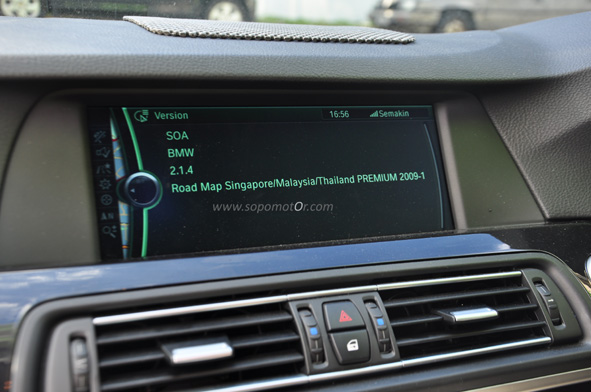 Version 16:56 Semakin
SOA
BMW
2.1.4
Road Map Singapore/Malaysia/Thailand PREMIUM 2009-1
www.sopomotOr.com